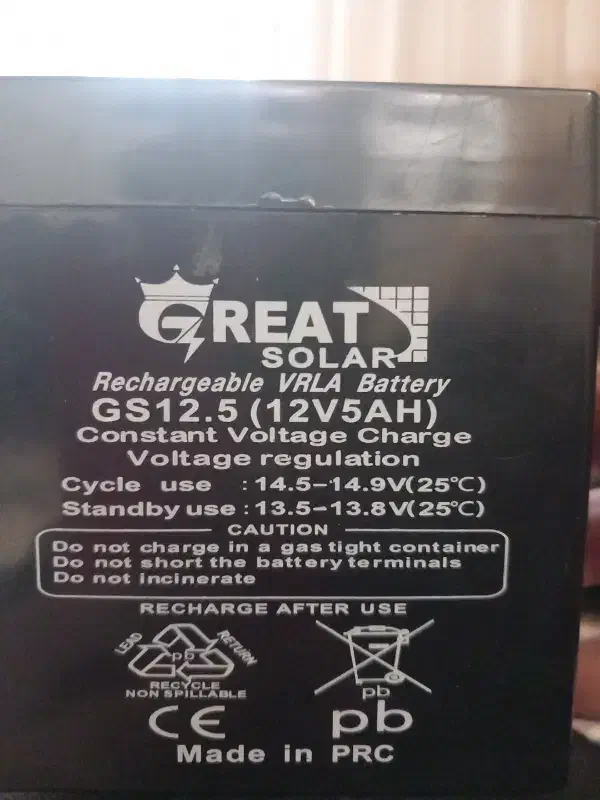 GREAT
SOLAR
Rechargeable VRLA Battery
GS12.5 (12V5AH)
Constant Voltage Charge
Voltage regulation
Cycle use : 14.5-14.9V(25℃)
Standby use : 13.5-13.8V(25℃)
CAUTION
Do not charge in a gas tight container
Do not short the battery terminals
Do not incinerate
RECHARGE AFTER USE
LEAD RETURN
pb
RECYCLE
NON SPILLABLE
pb
CE pb
Made in PRC